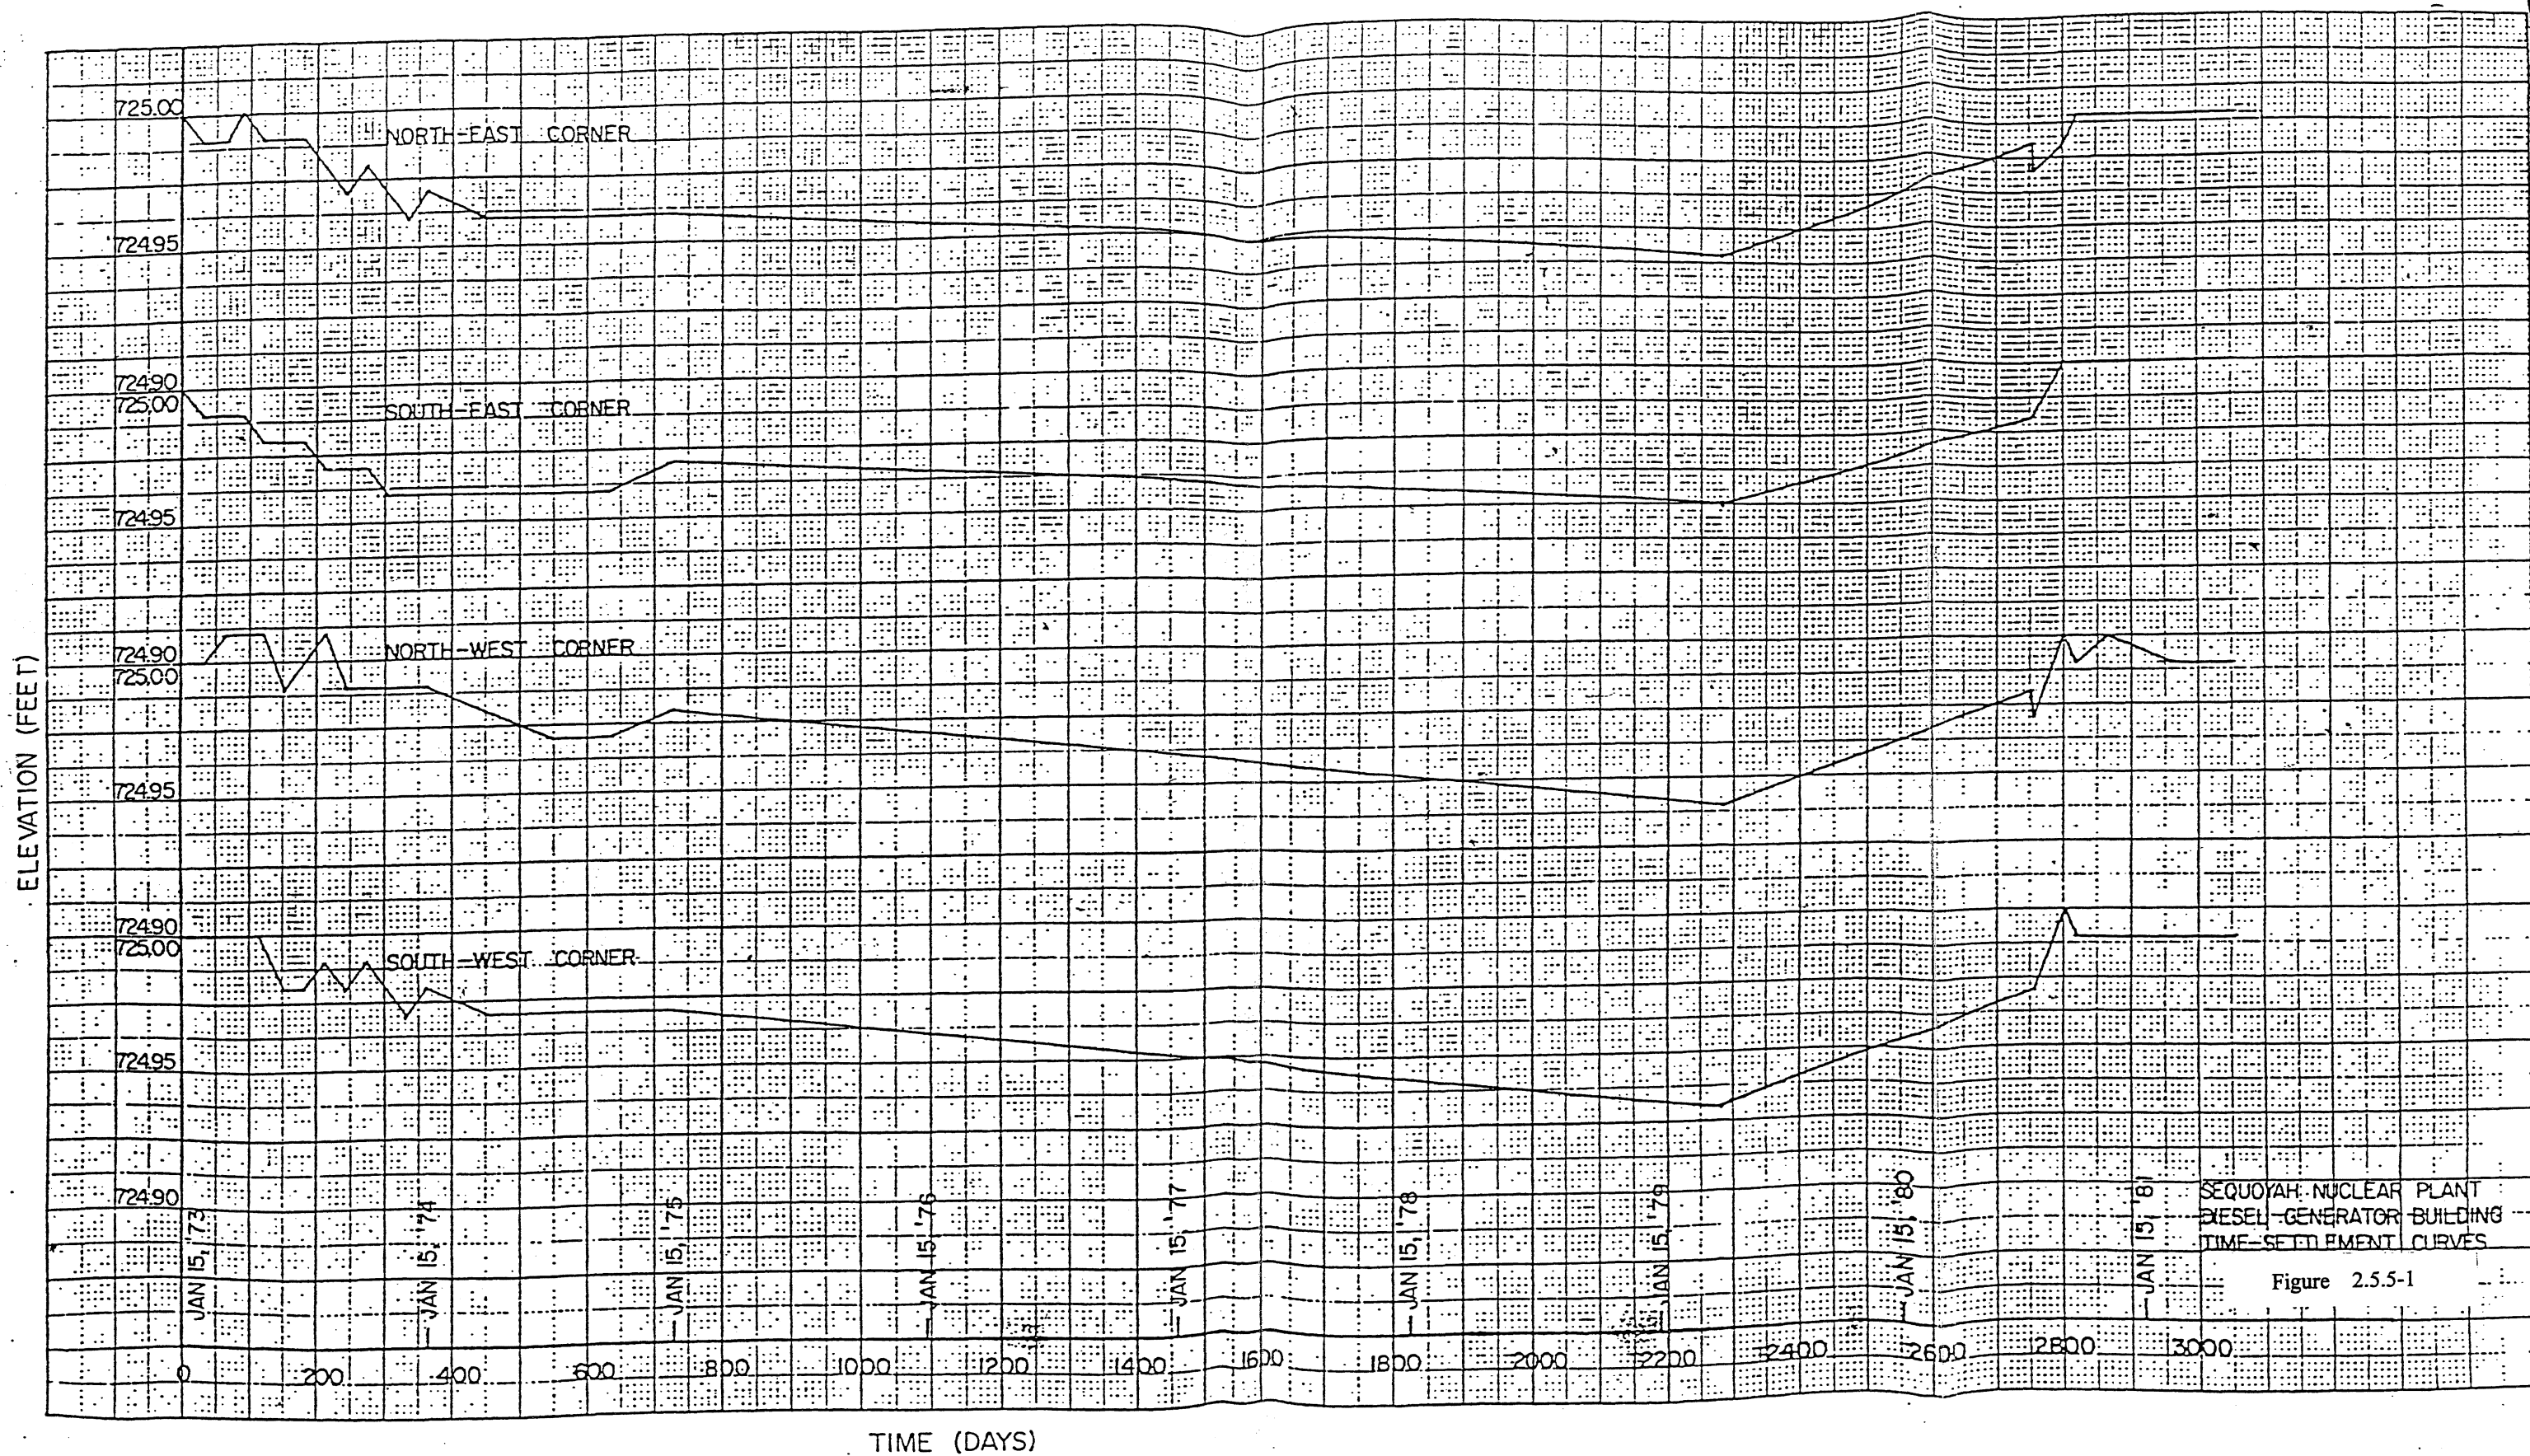 725.00
NORTH-EAST CORNER
724.95
724.90
725.00
SOUTH-EAST CORNER
724.95
724.90
725.00
NORTH-WEST CORNER
724.95
724.90
725.00
SOUTH-WEST CORNER
724.95
724.90
ELEVATION (FEET)
JAN 15, '73
JAN 15, '74
JAN 15, '75
JAN 15, '76
JAN 15, '77
JAN 15, '78
JAN 15, '79
JAN 15, '80
JAN 15, '81
SEQUOYAH NUCLEAR PLANT
DIESEL GENERATOR BUILDING
TIME-SETTLEMENT CURVES
Figure 2.5.5-1
0 200 400 600 800 1000 1200 1400 1600 1800 2000 2200 2400 2600 2800 3000
TIME (DAYS)